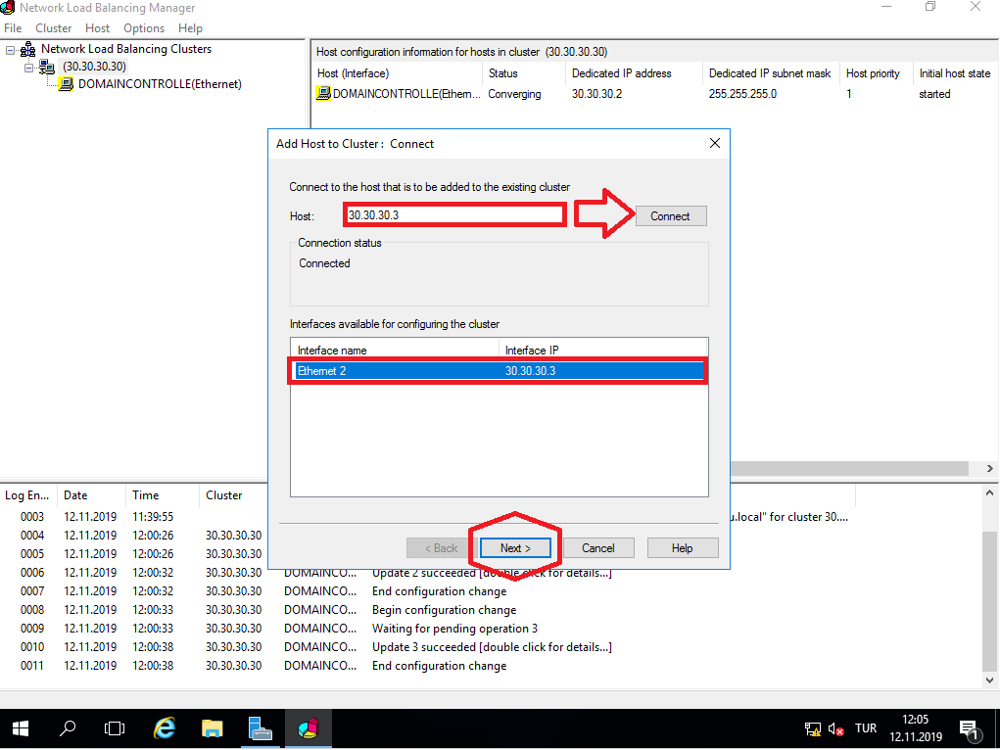 Network Load Balancing Manager
File Cluster Host Options Help
Network Load Balancing Clusters
(30.30.30.30)
DOMAINCONTROLLE(Ethernet)
Host configuration information for hosts in cluster (30.30.30.30)
Host (Interface) Status Dedicated IP address Dedicated IP subnet mask Host priority Initial host state
DOMAINCONTROLLE(Ethern... Converging 30.30.30.2 255.255.255.0 1 started
Add Host to Cluster : Connect
Connect to the host that is to be added to the existing cluster
Host: 30.30.30.3 Connect
Connection status
Connected
Interfaces available for configuring the cluster
Interface name Interface IP
Ethernet 2 30.30.30.3
< Back Next > Cancel Help
Log En... Date Time Cluster
0003 12.11.2019 11:39:55 u.local" for cluster 30....
0004 12.11.2019 12:00:26 30.30.30.30
0005 12.11.2019 12:00:26 30.30.30.30
0006 12.11.2019 12:00:32 30.30.30.30 DOMAINCO... Update 2 succeeded [double click for details...]
0007 12.11.2019 12:00:32 30.30.30.30 DOMAINCO... End configuration change
0008 12.11.2019 12:00:33 30.30.30.30 DOMAINCO... Begin configuration change
0009 12.11.2019 12:00:33 30.30.30.30 DOMAINCO... Waiting for pending operation 3
0010 12.11.2019 12:00:38 30.30.30.30 DOMAINCO... Update 3 succeeded [double click for details...]
0011 12.11.2019 12:00:38 30.30.30.30 DOMAINCO... End configuration change
TUR
12:05
12.11.2019
1